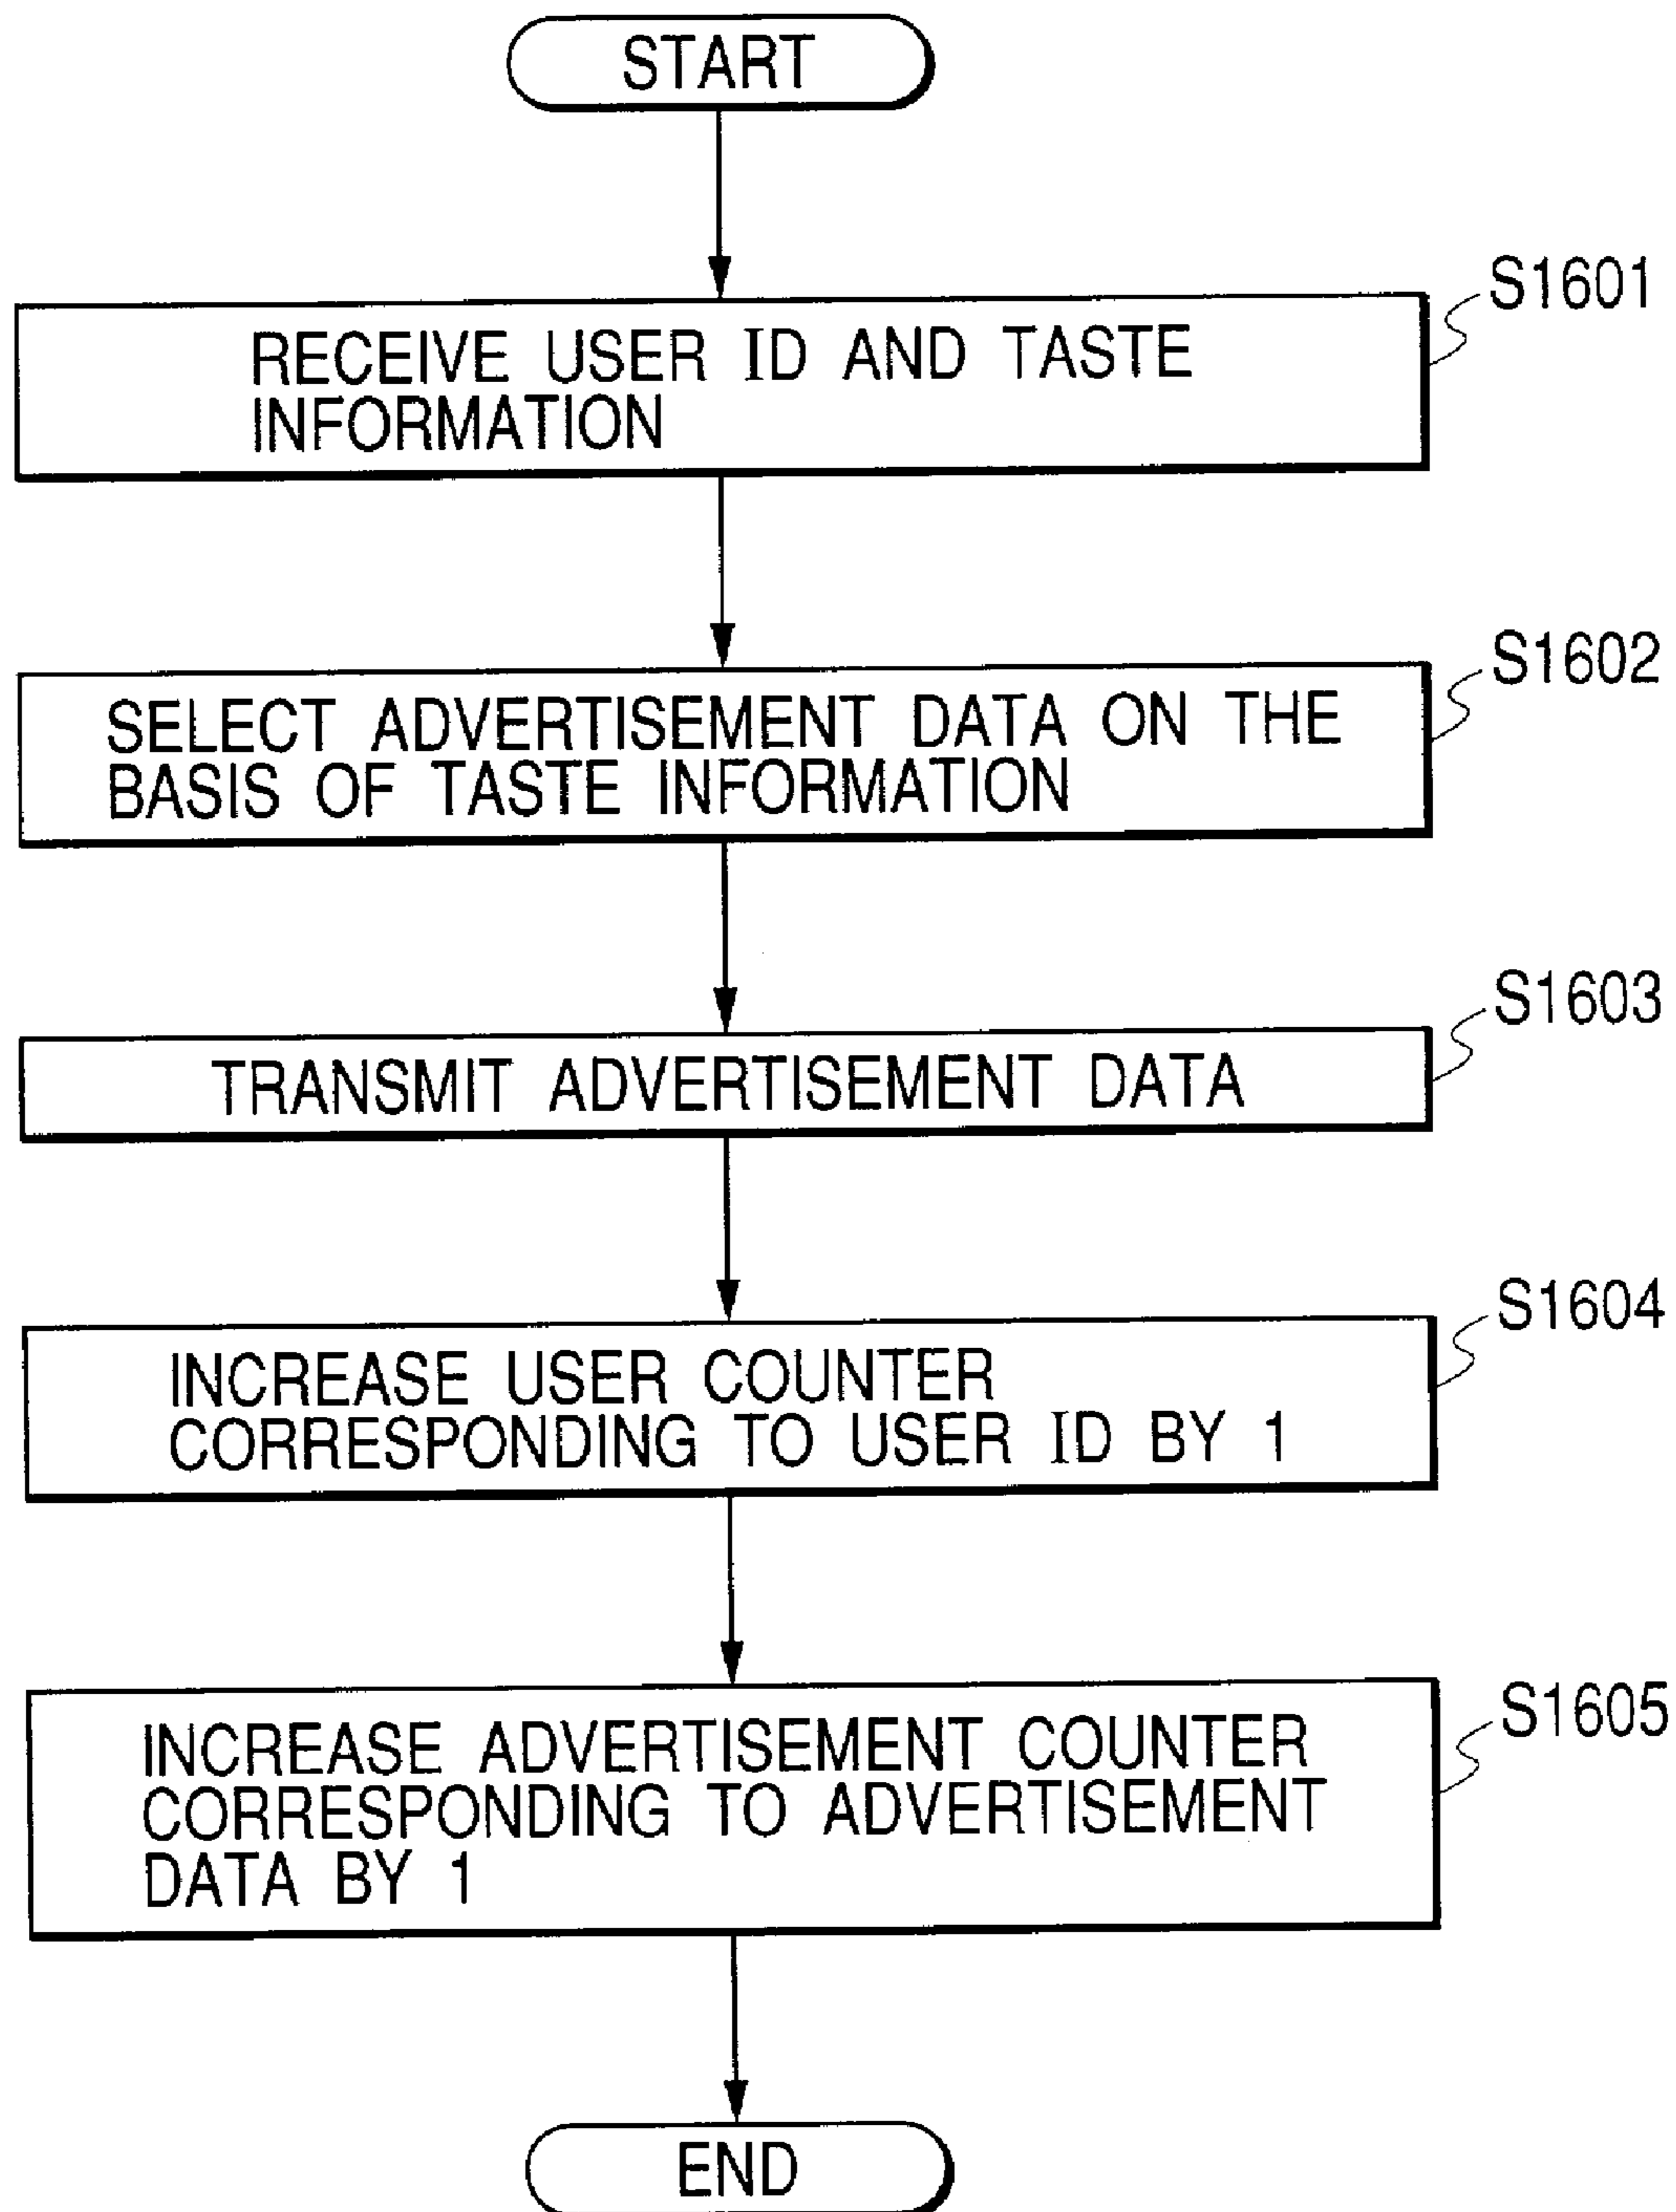 START
S1601
RECEIVE USER ID AND TASTE
INFORMATION
S1602
SELECT ADVERTISEMENT DATA ON THE
BASIS OF TASTE INFORMATION
S1603
TRANSMIT ADVERTISEMENT DATA
S1604
INCREASE USER COUNTER
CORRESPONDING TO USER ID BY 1
S1605
INCREASE ADVERTISEMENT COUNTER
CORRESPONDING TO ADVERTISEMENT
DATA BY 1
END